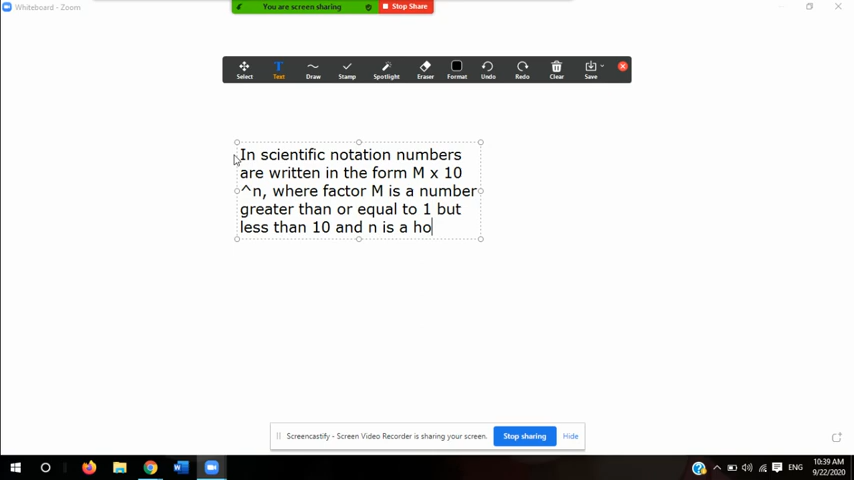 Whiteboard - Zoom
You are screen sharing
Stop Share
Select
Text
Draw
Stamp
Spotlight
Eraser
Format
Undo
Redo
Clear
Save
In scientific notation numbers
are written in the form M x 10
^n, where factor M is a number
greater than or equal to 1 but
less than 10 and n is a ho
Screencastify - Screen Video Recorder is sharing your screen.
Stop sharing
Hide
ENG
10:39 AM
9/22/2020